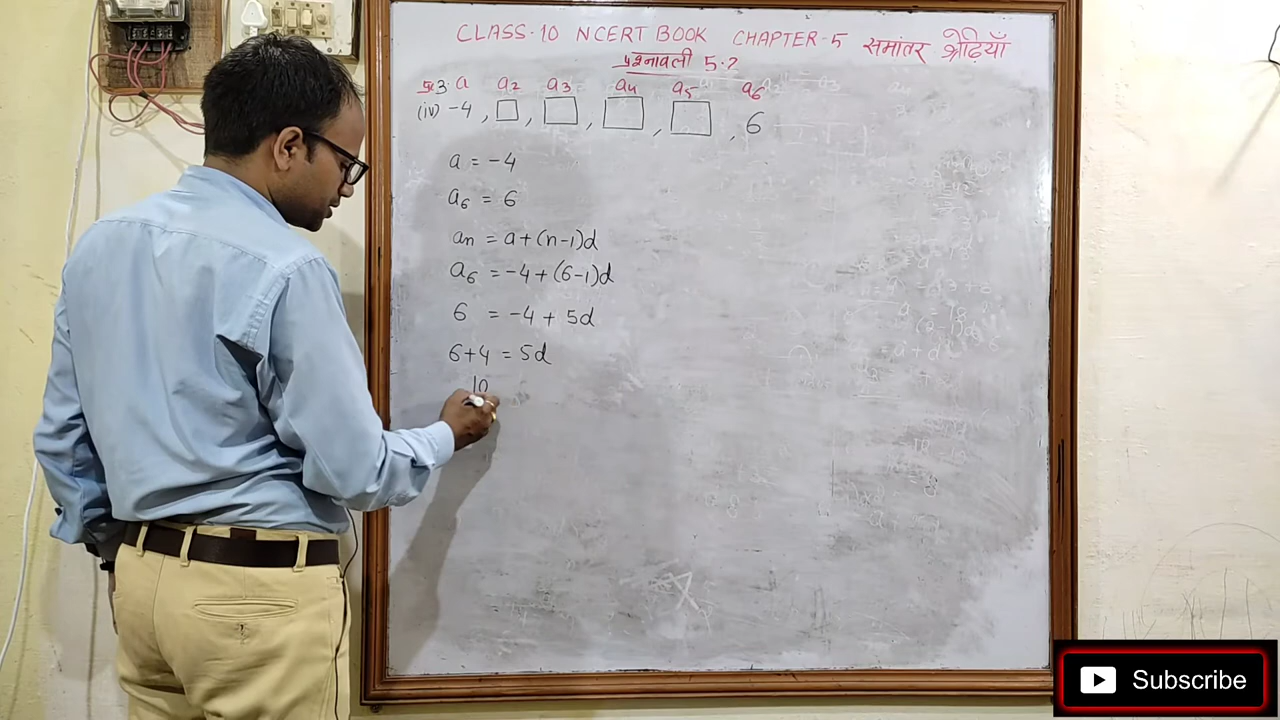 CLASS-10 NCERT BOOK CHAPTER-5 समांतर श्रेढ़ियाँ
प्रश्नावली 5.2
प्र3. a a2 a3 a4 a5 a6
(iv) -4, □, □, □, □, 6
a = -4
a6 = 6
an = a+(n-1)d
a6 = -4+(6-1)d
6 = -4 + 5d
6+4 = 5d
10
Subscribe